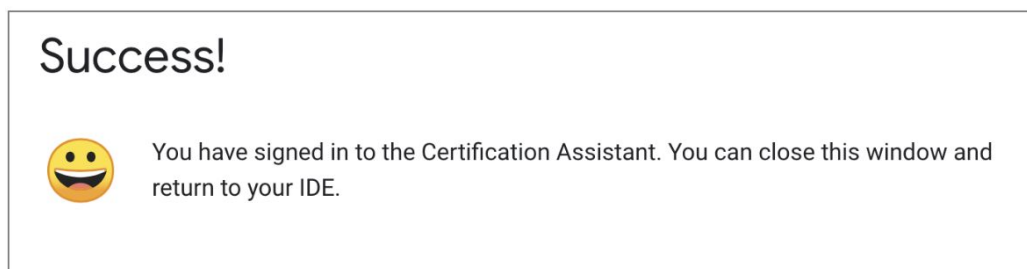 Success!
You have signed in to the Certification Assistant. You can close this window and
return to your IDE.